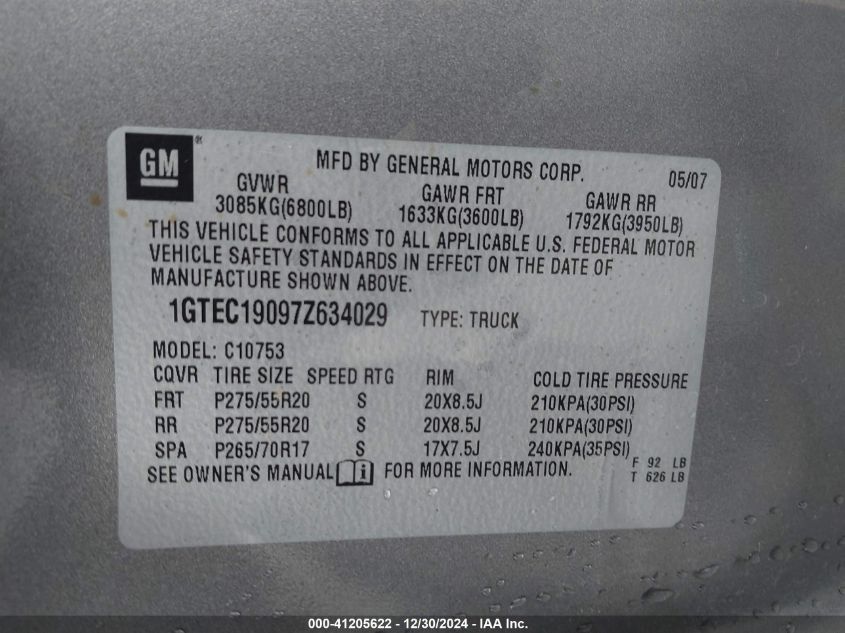 GM® MFD BY GENERAL MOTORS CORP. 05/07
GVWR GAWR FRT GAWR RR
3085KG(6800LB) 1633KG(3600LB) 1792KG(3950LB)
THIS VEHICLE CONFORMS TO ALL APPLICABLE U.S. FEDERAL MOTOR
VEHICLE SAFETY STANDARDS IN EFFECT ON THE DATE OF
MANUFACTURE SHOWN ABOVE.
1GTEC19097Z634029 TYPE: TRUCK
MODEL: C10753
CQVR TIRE SIZE SPEED RTG RIM COLD TIRE PRESSURE
FRT P275/55R20 S 20X8.5J 210KPA(30PSI)
RR P275/55R20 S 20X8.5J 210KPA(30PSI)
SPA P265/70R17 S 17X7.5J 240KPA(35PSI)
SEE OWNER'S MANUAL i FOR MORE INFORMATION.
F 92 LB
T 626 LB
000-41205622 - 12/30/2024 - IAA Inc.